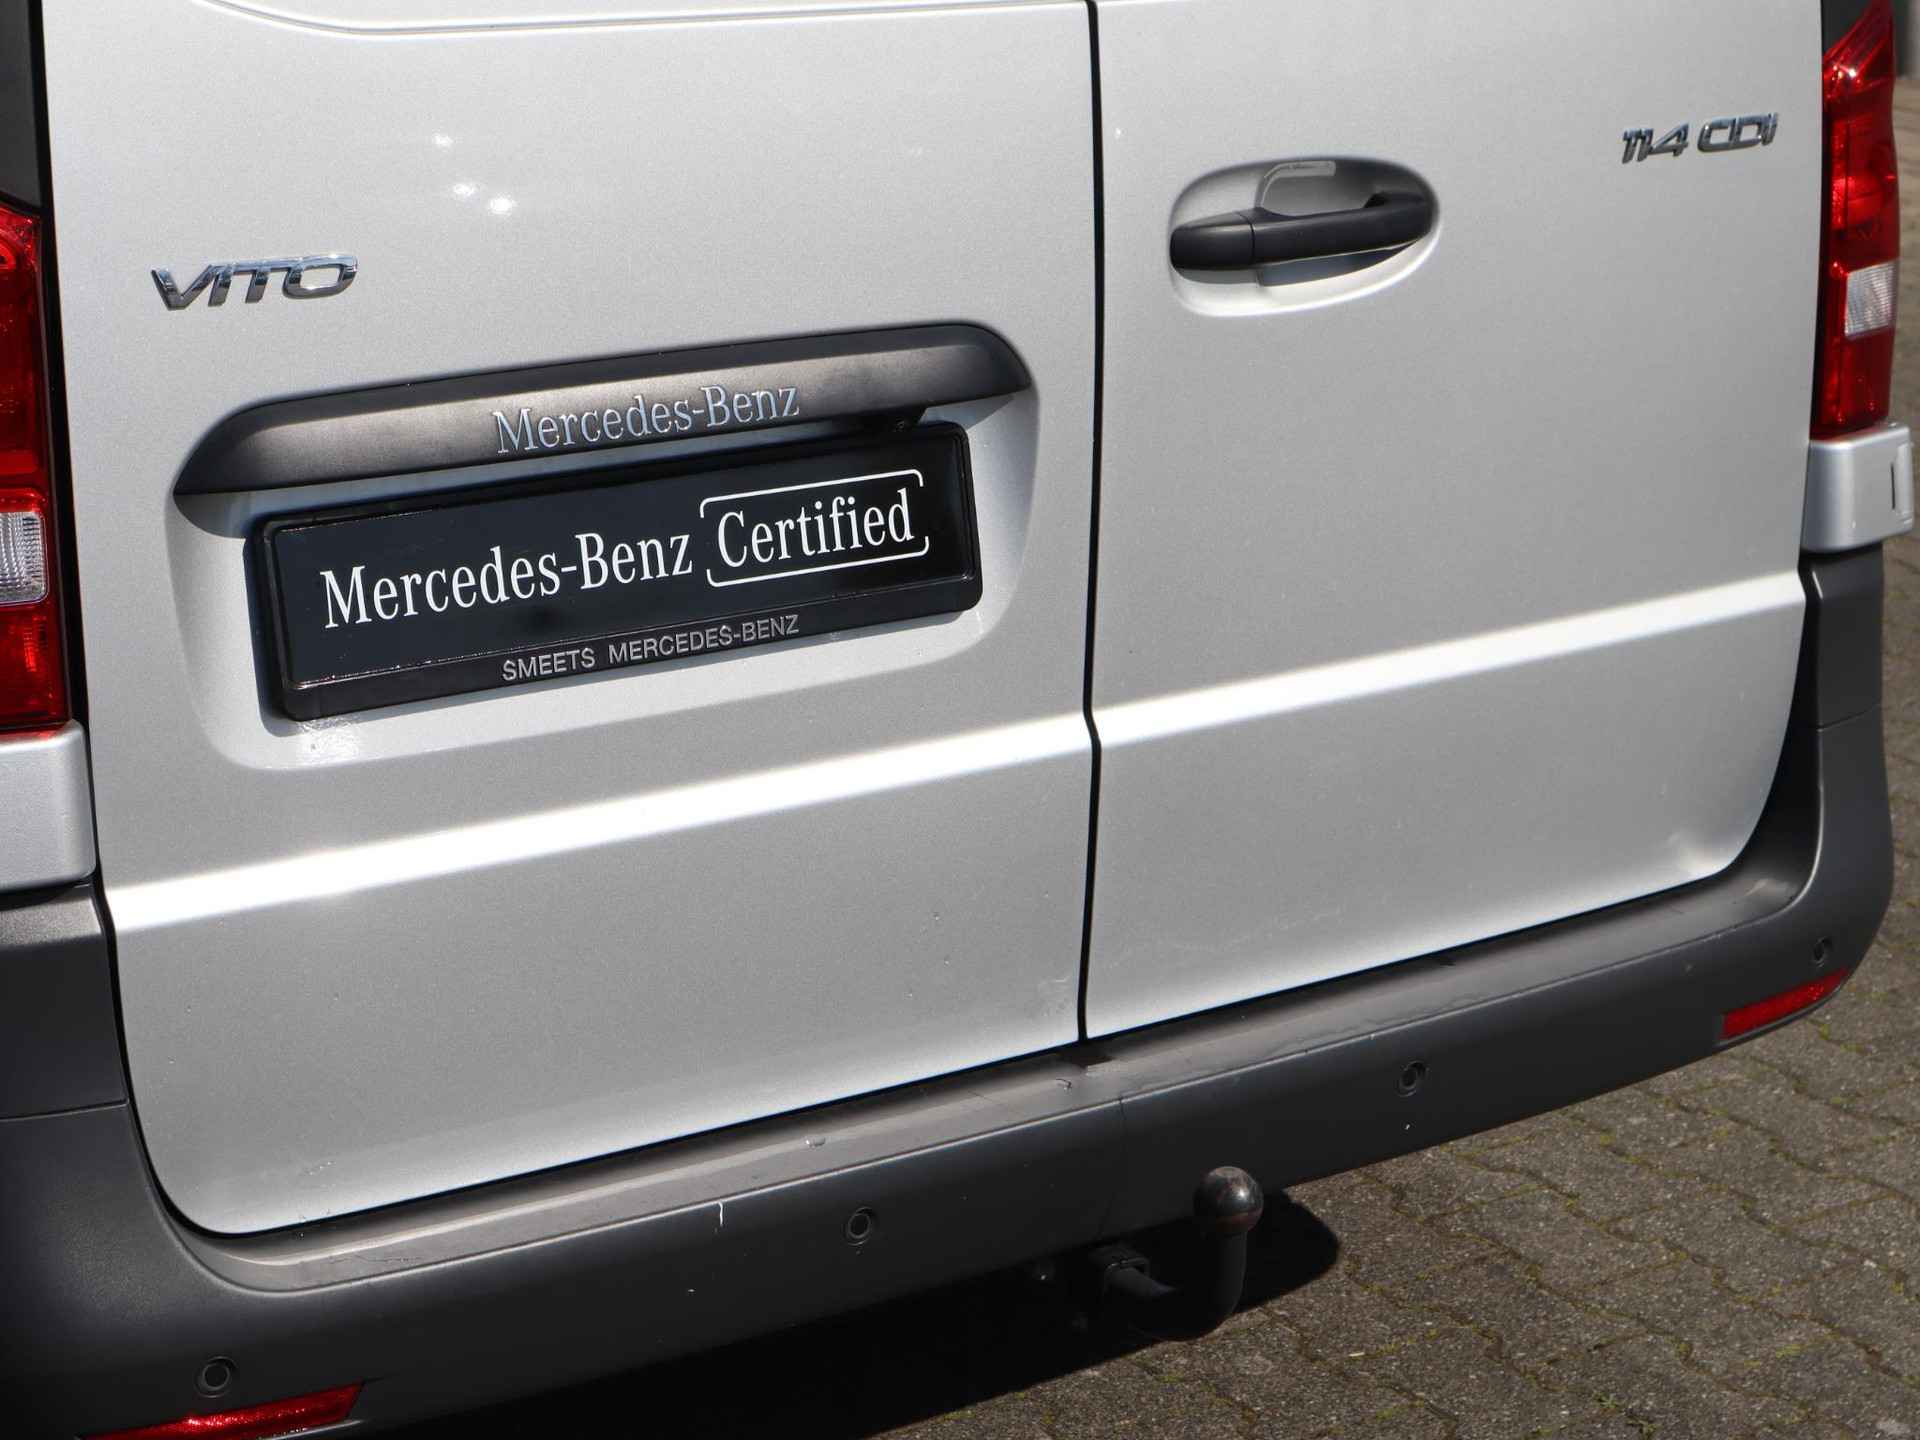 114 CDI
VITO
Mercedes-Benz
Mercedes-Benz Certified
SMEETS MERCEDES-BENZ